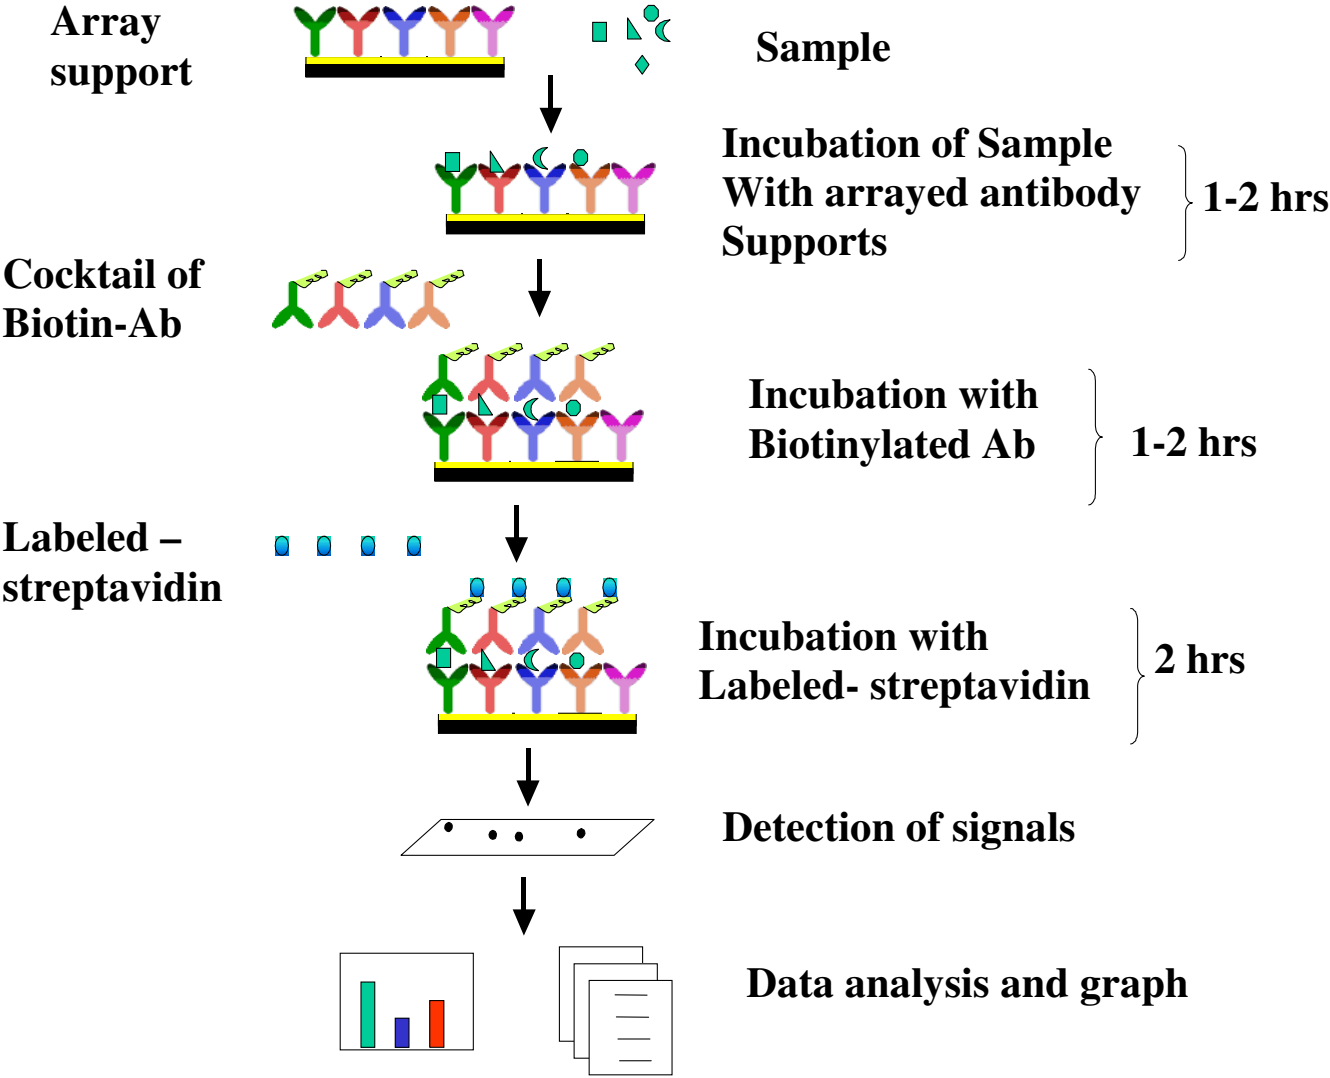 Array
support
Sample
Incubation of Sample
With arrayed antibody
Supports
1-2 hrs
Cocktail of
Biotin-Ab
Incubation with
Biotinylated Ab
1-2 hrs
Labeled –
streptavidin
Incubation with
Labeled- streptavidin
2 hrs
Detection of signals
Data analysis and graph